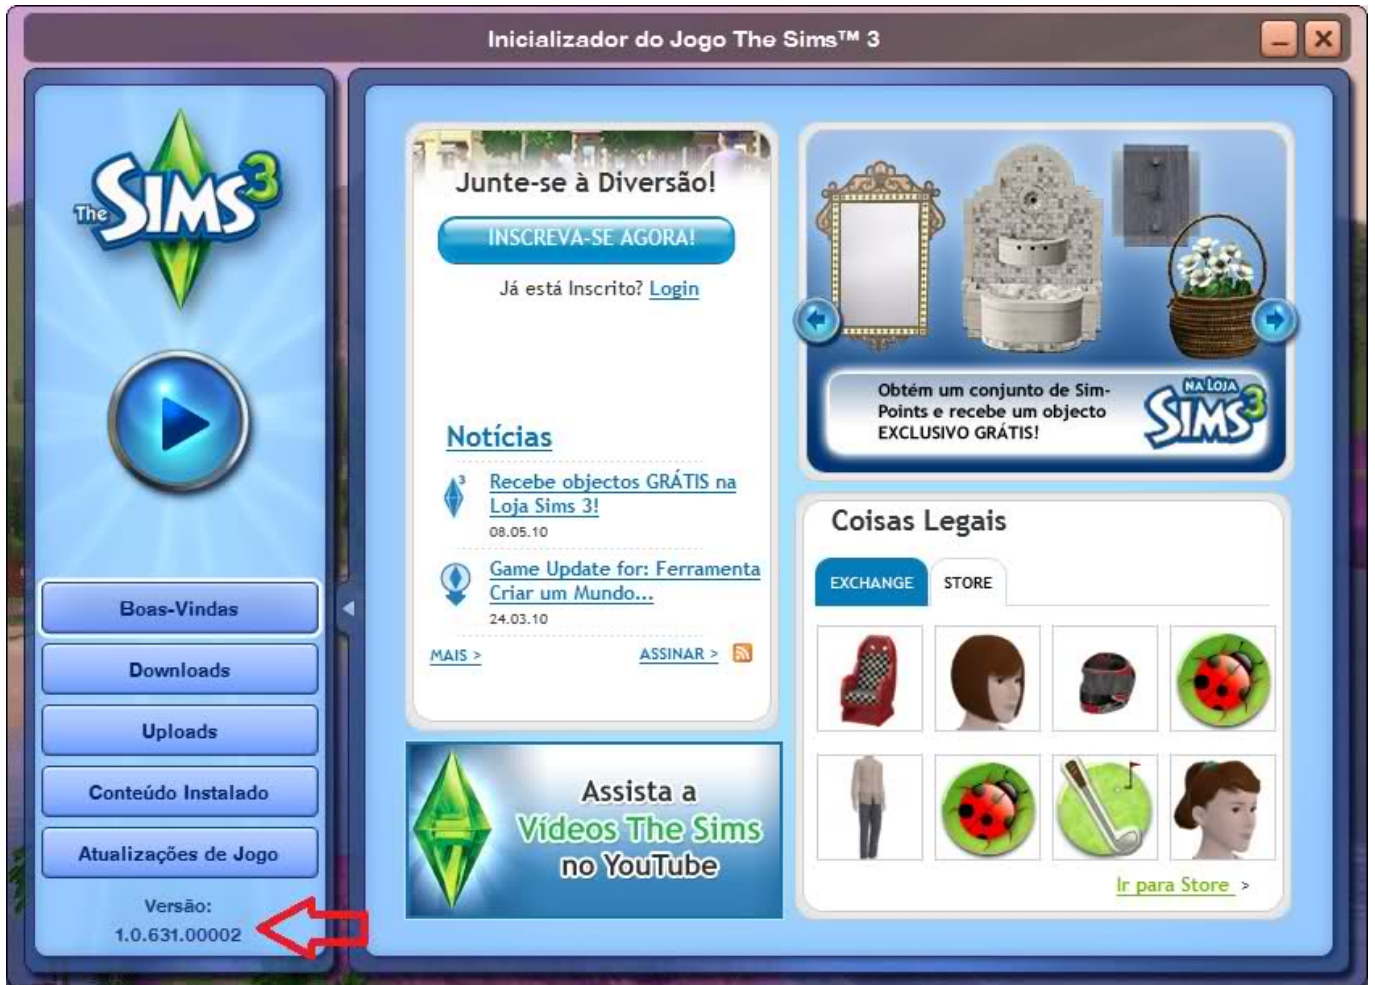 Inicializador do Jogo The Sims™ 3
The SIMS 3
Boas-Vindas
Downloads
Uploads
Conteúdo Instalado
Atualizações de Jogo
Versão:
1.0.631.00002
Junte-se à Diversão!
INSCREVA-SE AGORA!
Já está Inscrito? Login
Notícias
Recebe objectos GRÁTIS na
Loja Sims 3!
08.05.10
Game Update for: Ferramenta
Criar um Mundo...
24.03.10
MAIS >
ASSINAR >
Assista a
Vídeos The Sims
no YouTube
Obtém um conjunto de Sim-
Points e recebe um objecto
EXCLUSIVO GRÁTIS!
NA LOJA
SIMS 3
Coisas Legais
EXCHANGE
STORE
Ir para Store >